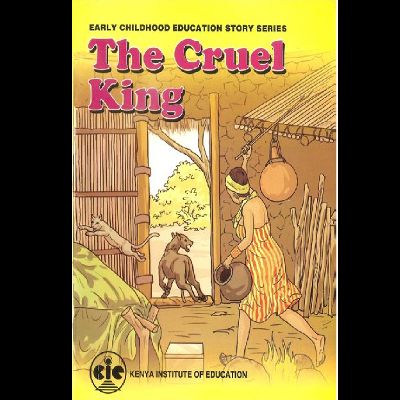 EARLY CHILDHOOD EDUCATION STORY SERIES
The Cruel
King
KIE
KENYA INSTITUTE OF EDUCATION